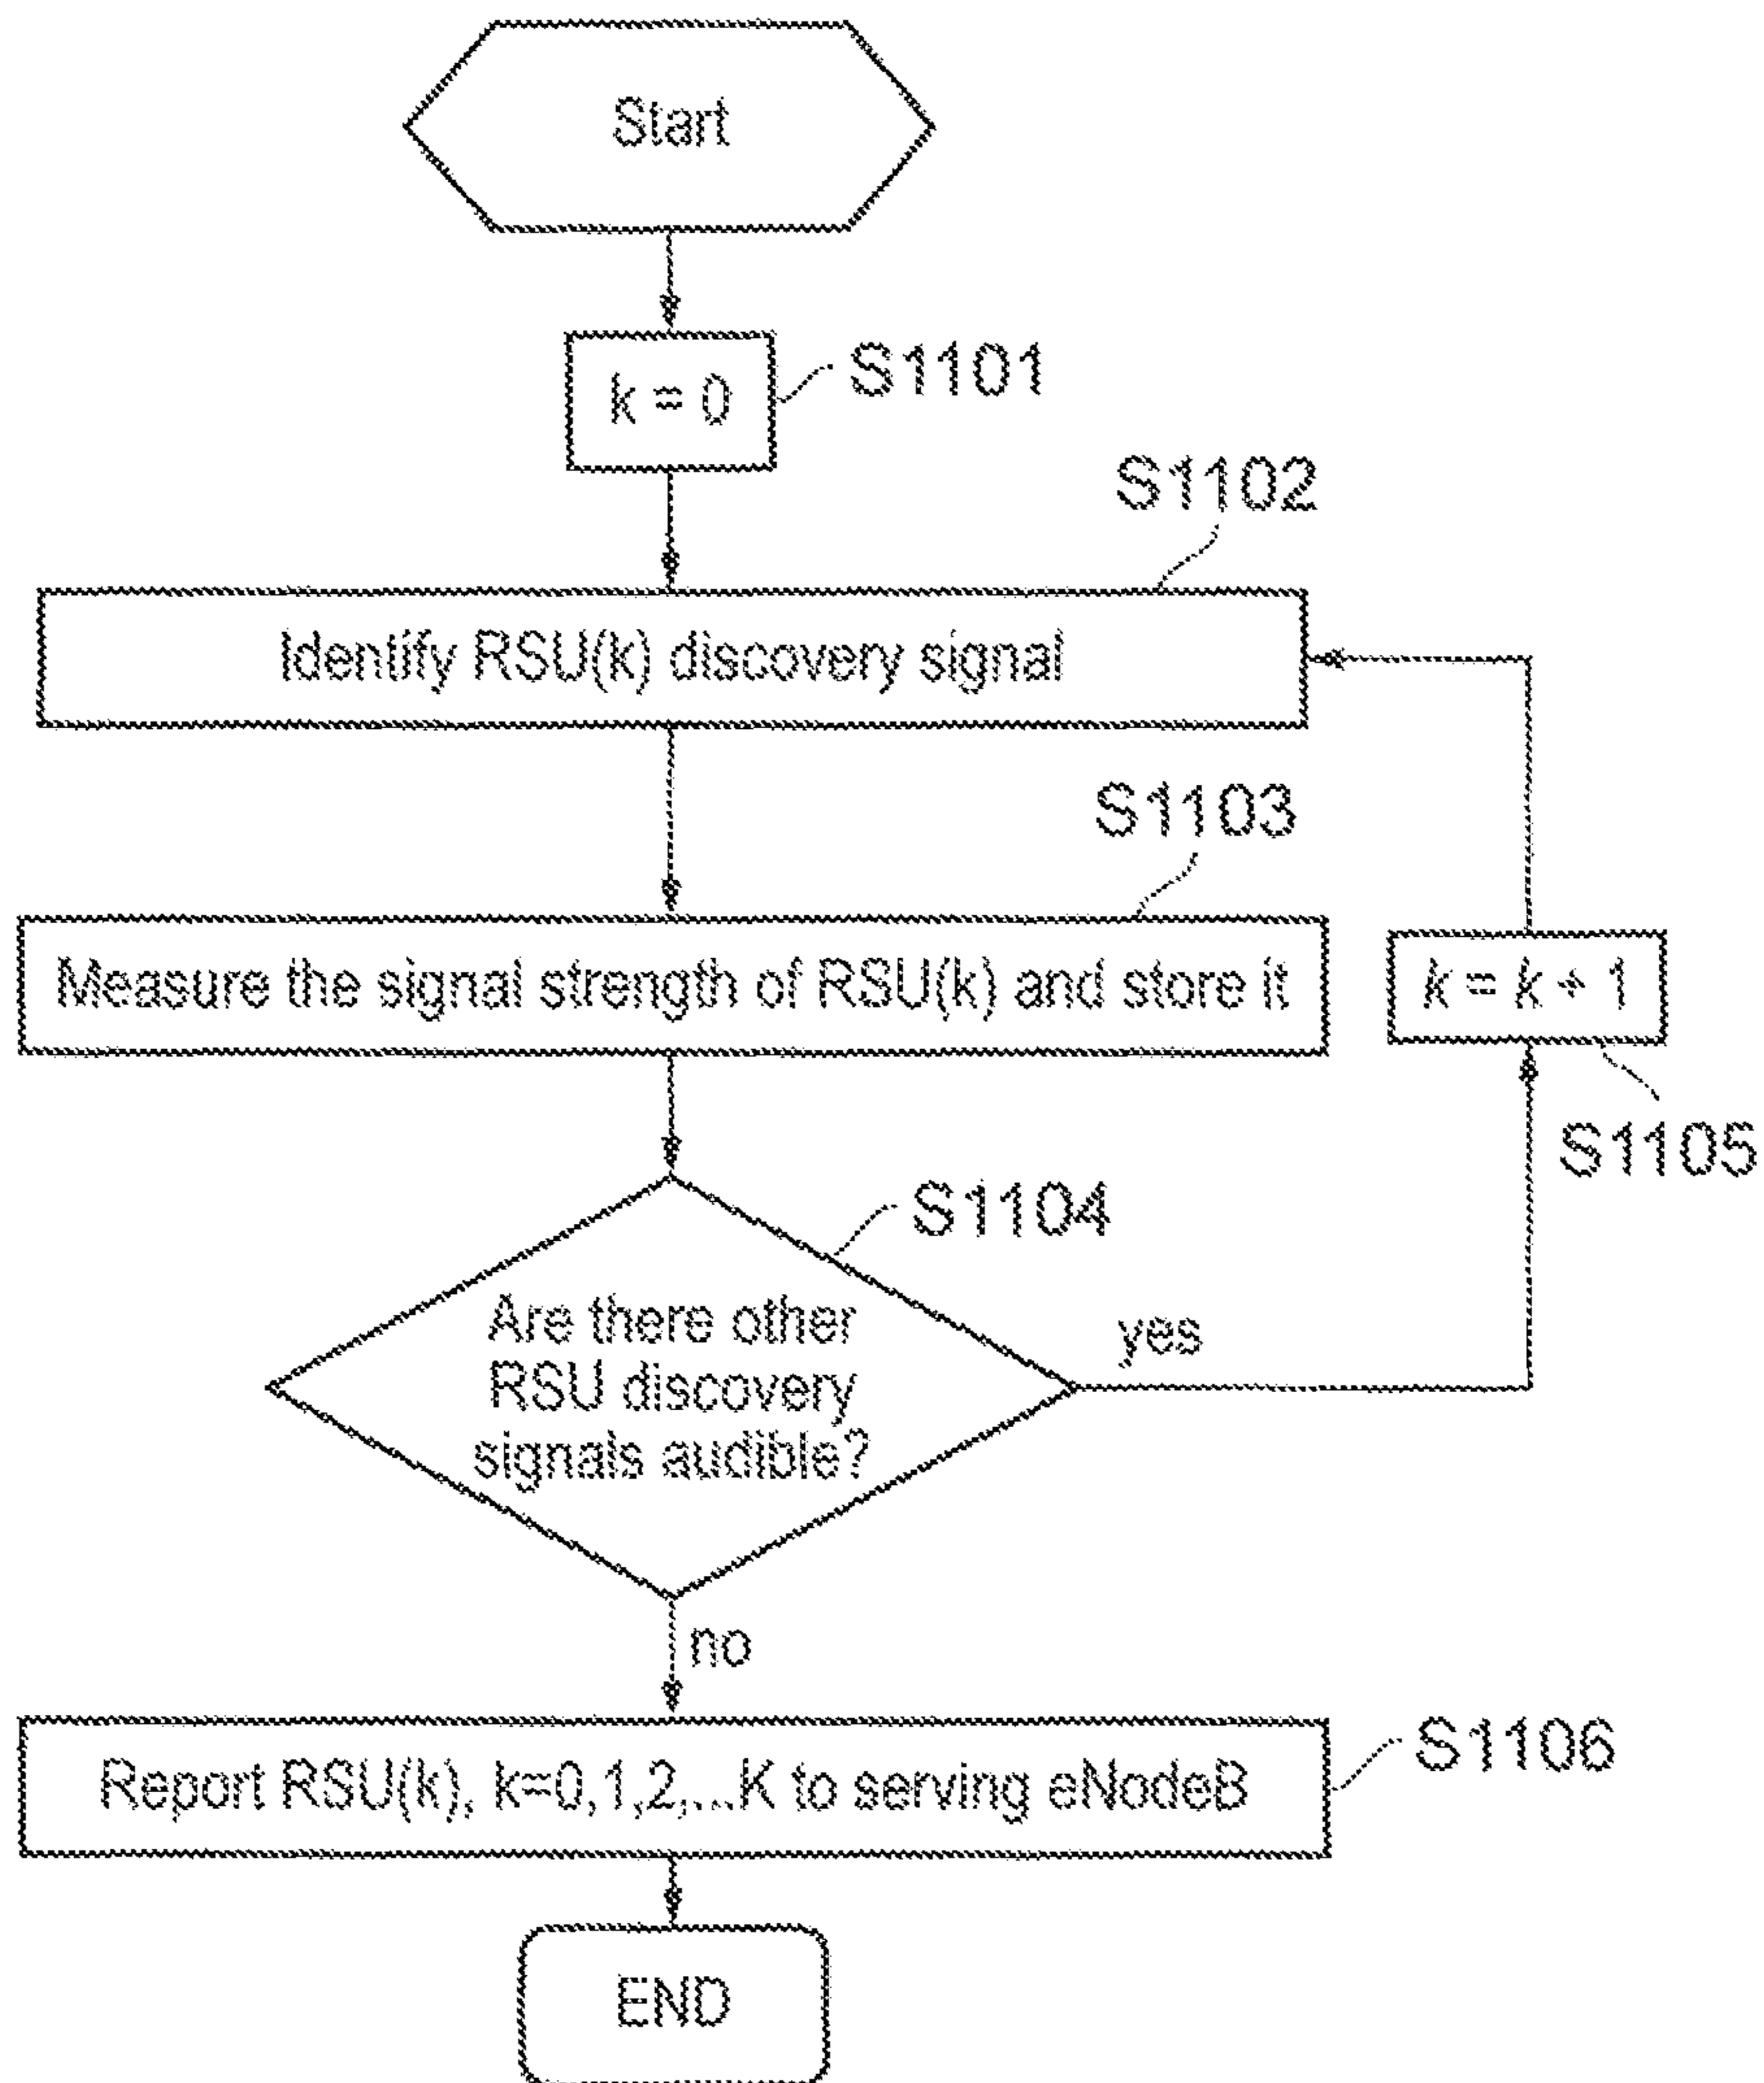 Start
k = 0
S1101
S1102
Identify RSU(k) discovery signal
S1103
Measure the signal strength of RSU(k) and store it
k = k + 1
S1105
S1104
Are there other
RSU discovery
signals audible?
yes
no
Report RSU(k), k=0,1,2,...K to serving eNodeB
S1106
END